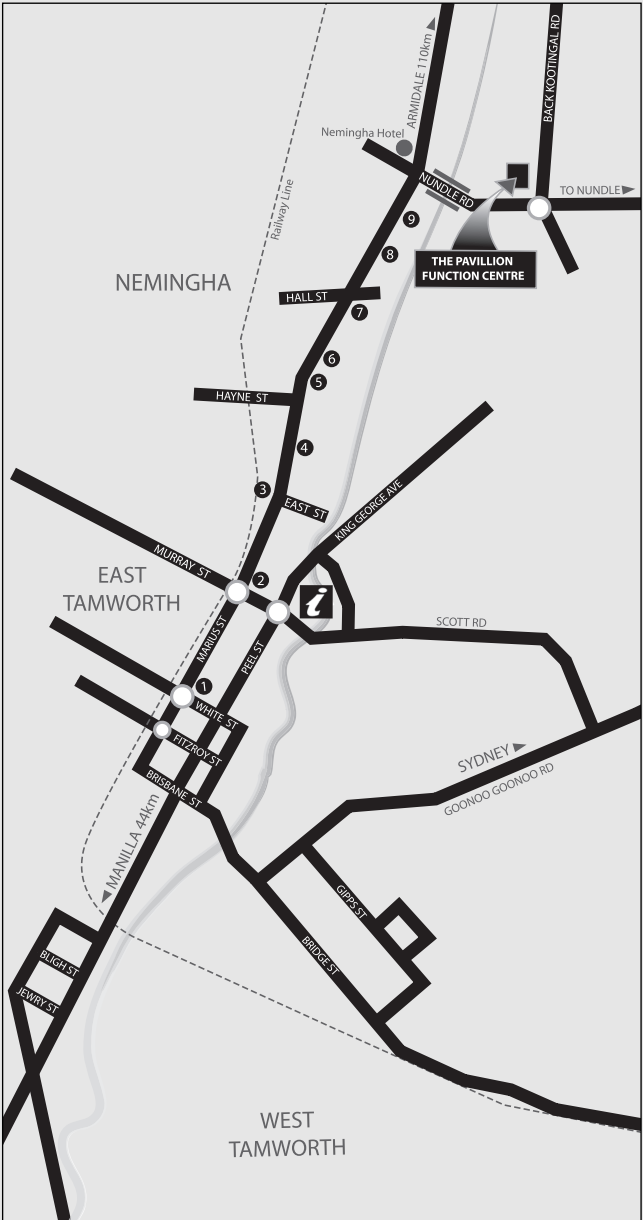 ARMIDALE 110km
BACK KOOTINGAL RD
Nemingha Hotel
NUNDLE RD
TO NUNDLE
Railway Line
9
8
THE PAVILLION
FUNCTION CENTRE
NEMINGHA
HALL ST
7
6
5
HAYNE ST
4
3
EAST ST
KING GEORGE AVE
MURRAY ST
2
EAST
TAMWORTH
i
MARIUS ST
PEEL ST
SCOTT RD
1
WHITE ST
FITZROY ST
BRISBANE ST
SYDNEY
GOONOO GOONOO RD
MANILLA 44km
GIPPS ST
BRIDGE ST
BLIGH ST
JEWRY ST
WEST
TAMWORTH